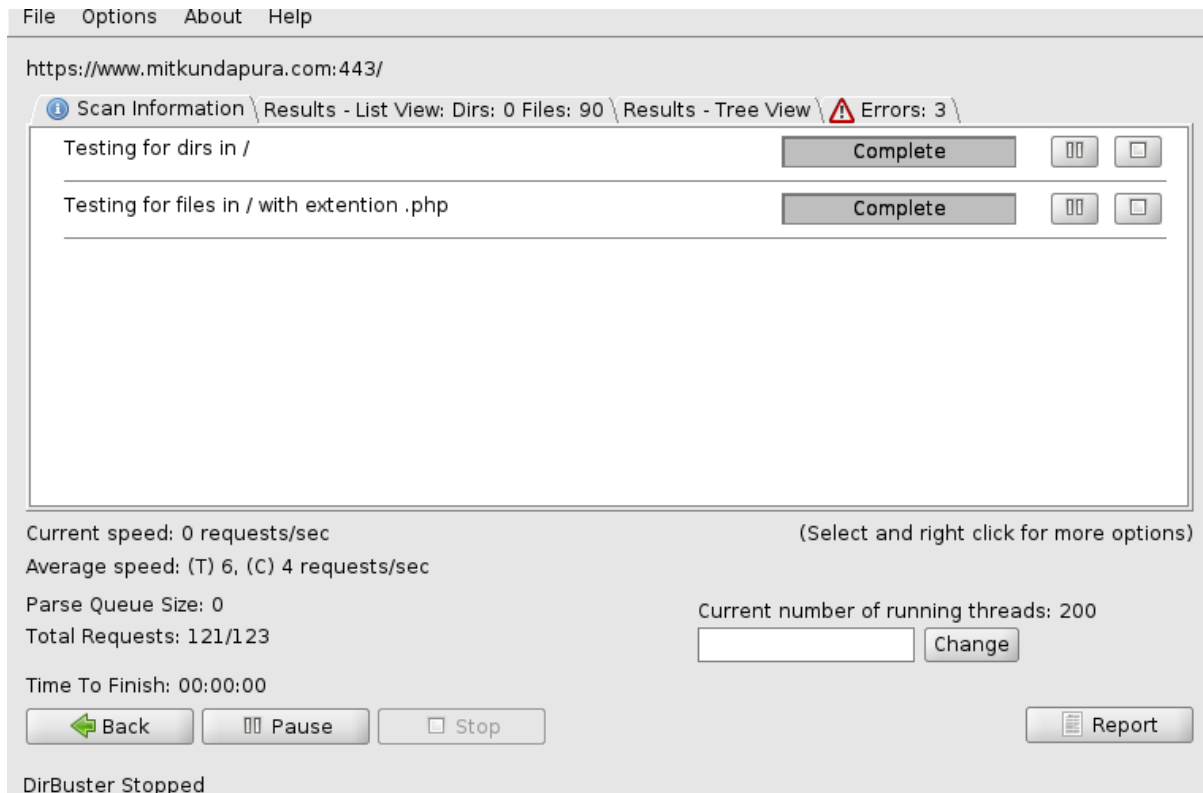 File Options About Help
https://www.mitkundapura.com:443/
Scan Information Results - List View: Dirs: 0 Files: 90 Results - Tree View Errors: 3
Testing for dirs in / Complete
Testing for files in / with extention .php Complete
Current speed: 0 requests/sec (Select and right click for more options)
Average speed: (T) 6, (C) 4 requests/sec
Parse Queue Size: 0
Current number of running threads: 200
Total Requests: 121/123
Change
Time To Finish: 00:00:00
Back Pause Stop Report
DirBuster Stopped